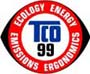 ECOLOGY ENERGY
TCO
99
EMISSIONS ERGONOMICS